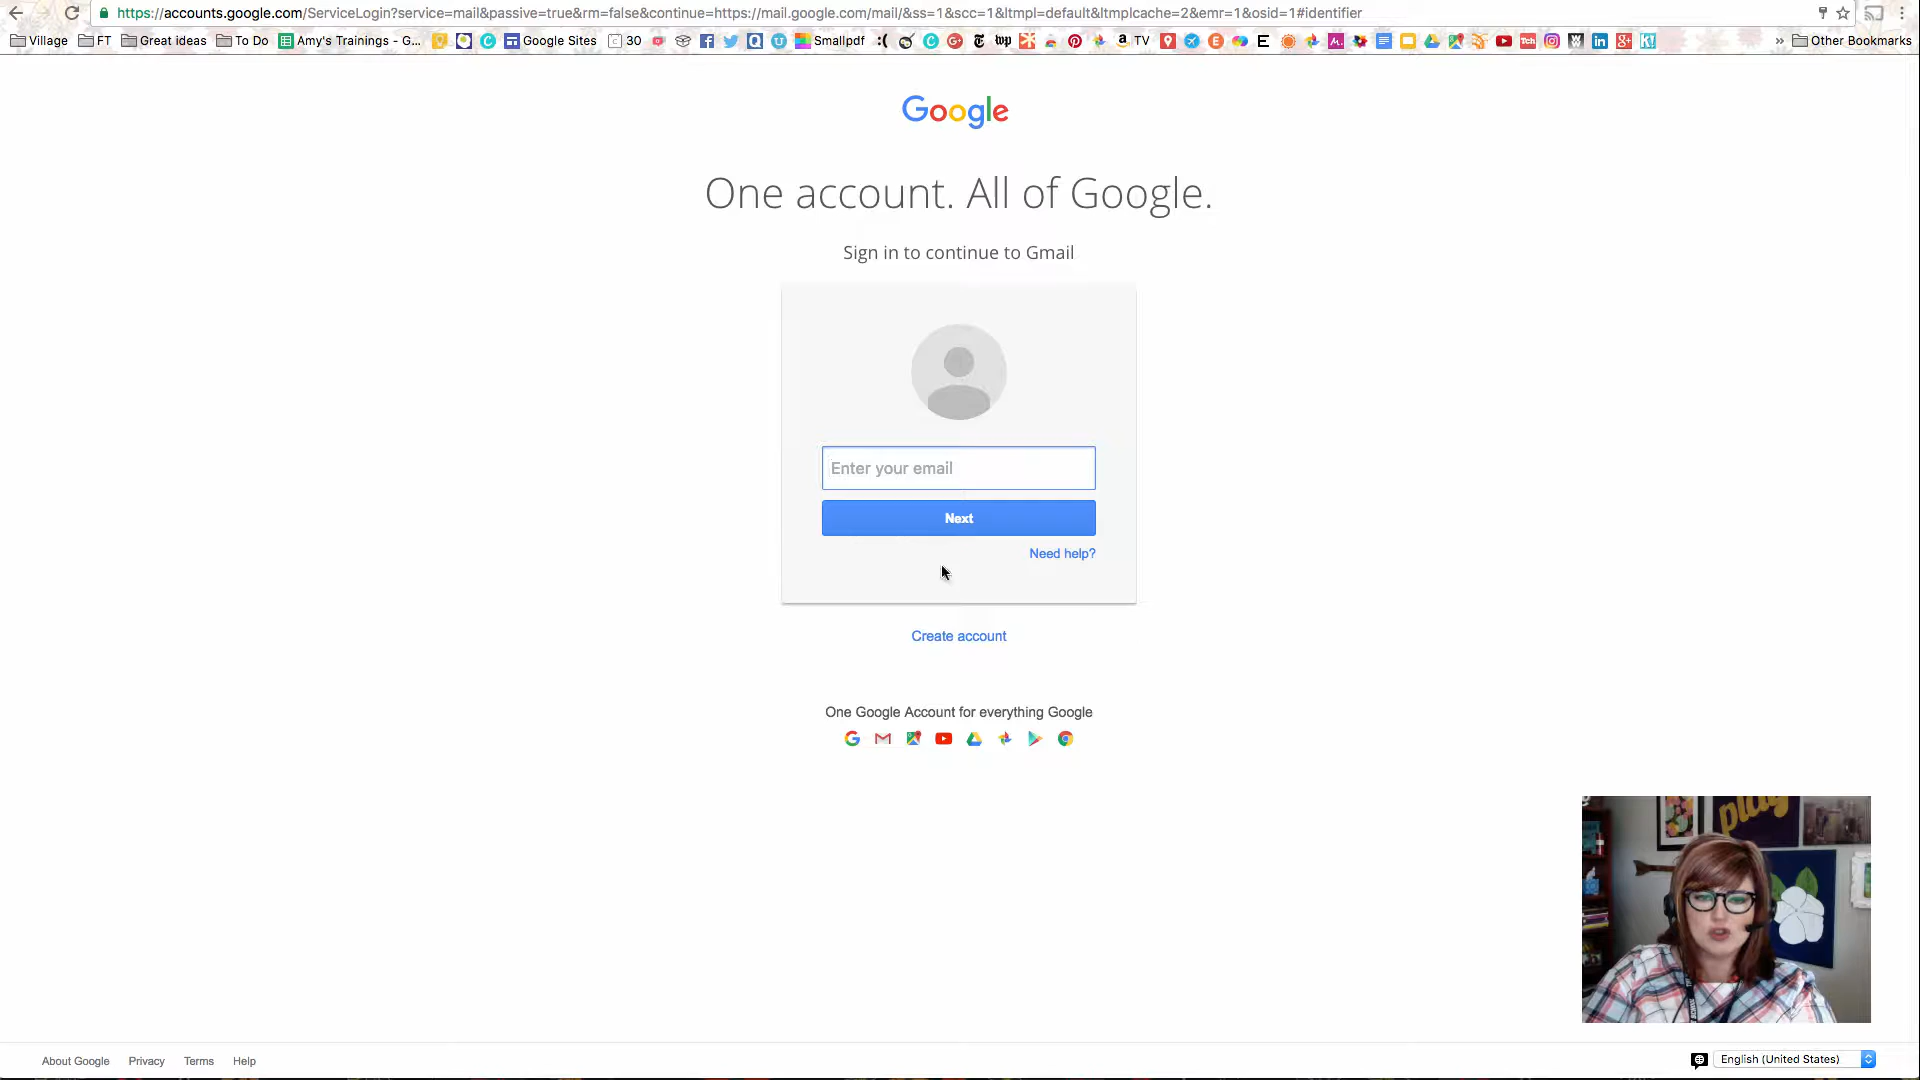 https://accounts.google.com/ServiceLogin?service=mail&passive=true&rm=false&continue=https://mail.google.com/mail/&ss=1&scc=1&ltmpl=default&ltmplcache=2&emr=1&osid=1#identifier
Village FT Great ideas To Do Amy's Trainings - G... Google Sites 30 Smallpdf :( wp a TV E M. Tch W in g+ K! » Other Bookmarks
Google
One account. All of Google.
Sign in to continue to Gmail
Enter your email
Next
Need help?
Create account
One Google Account for everything Google
play
About Google Privacy Terms Help English (United States)